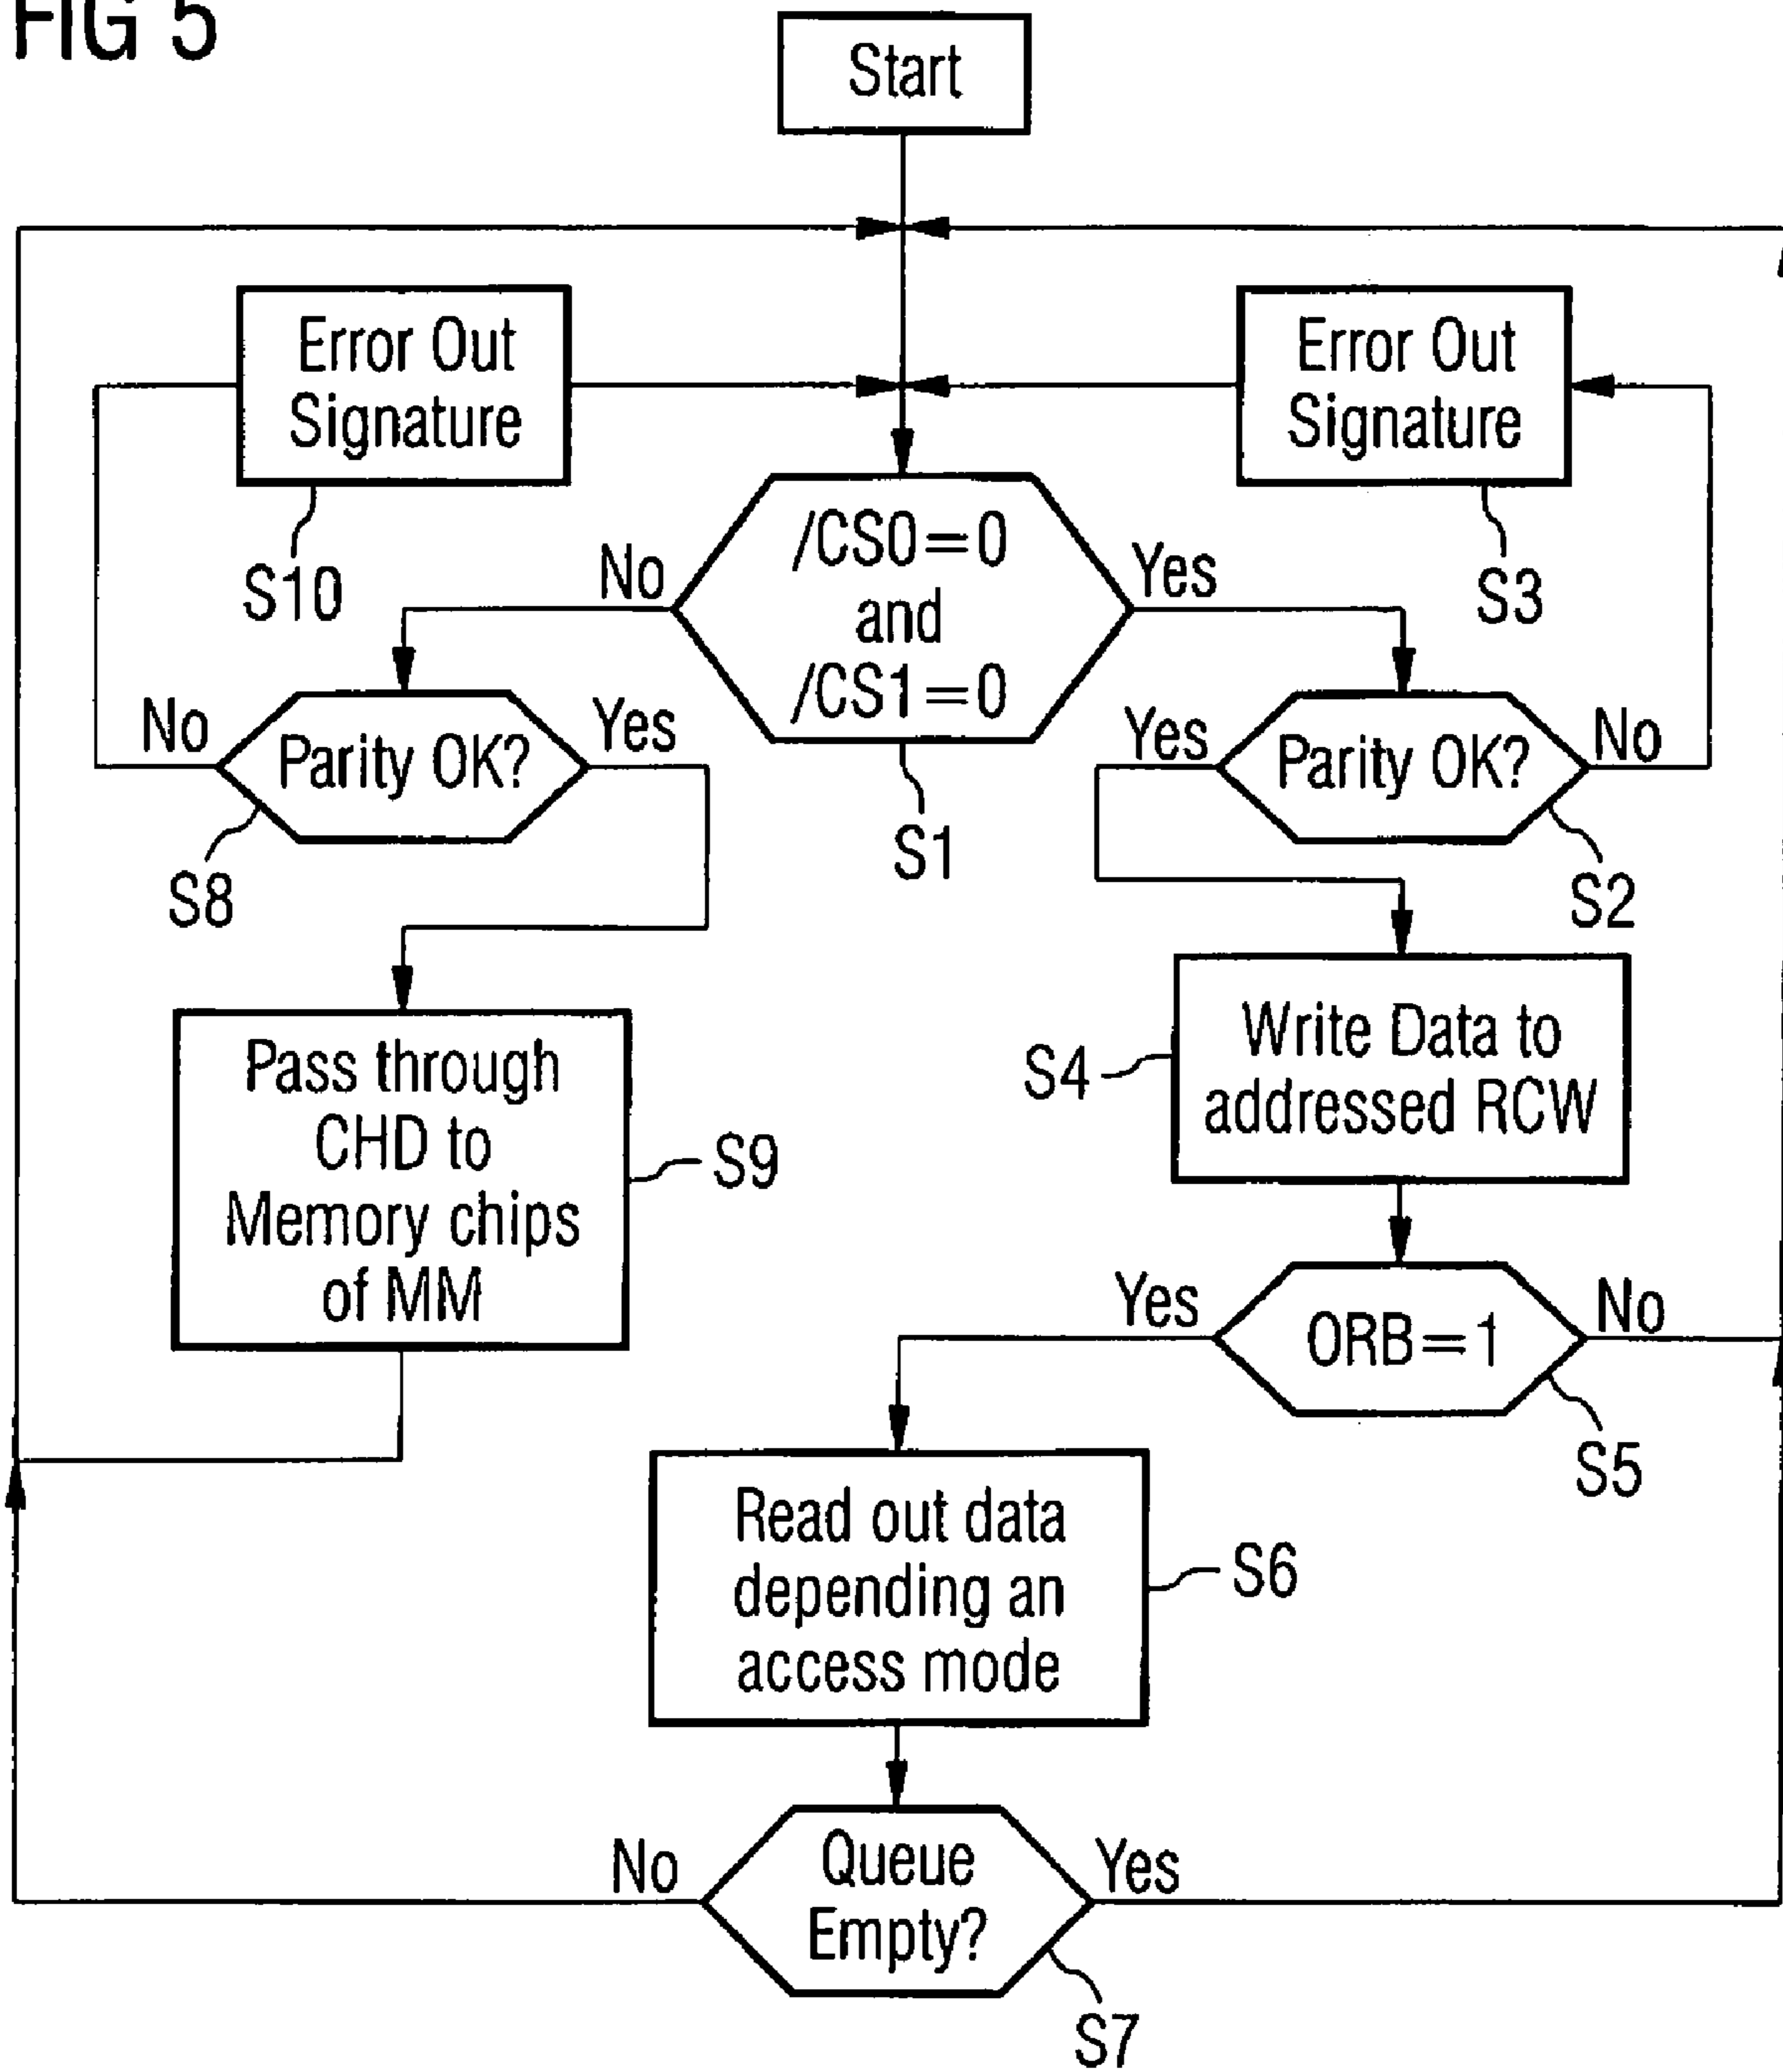 FIG 5
Start
Error Out
Signature
S10
Error Out
Signature
S3
/CS0=0
and
/CS1=0
No
Yes
S1
No
Parity OK?
Yes
S8
Yes
Parity OK?
No
S2
Pass through
CHD to
Memory chips
of MM
S9
Write Data to
addressed RCW
S4
Yes
ORB=1
No
S5
Read out data
depending an
access mode
S6
No
Queue
Empty?
Yes
S7